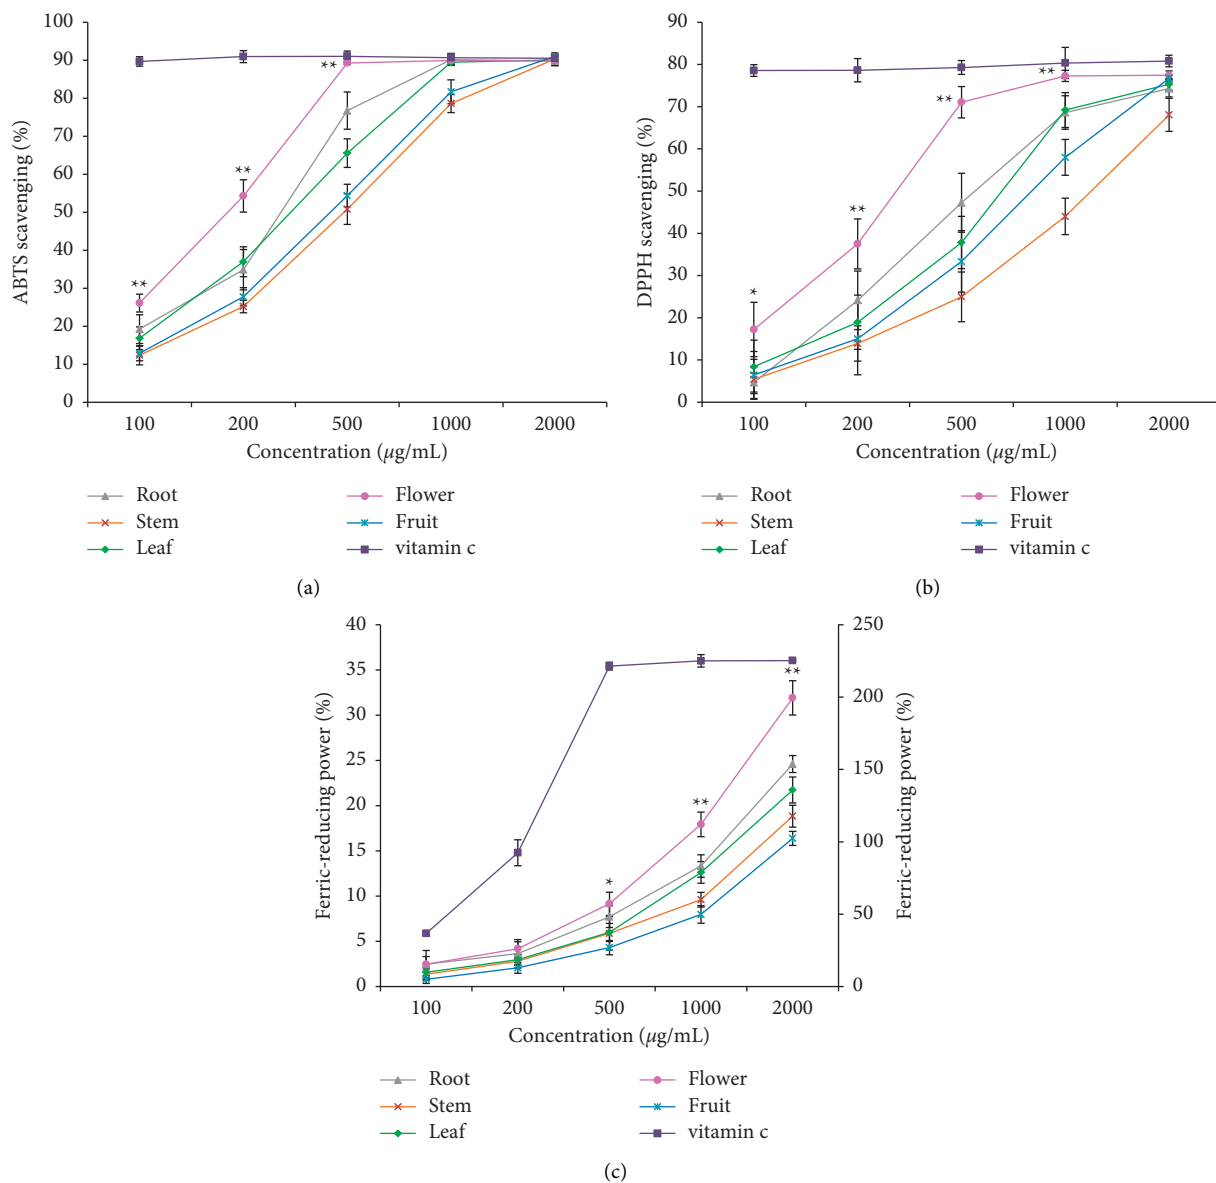 ABTS scavenging (%)
100
90
80
70
60
50
40
30
20
10
0
**
**
**
100 200 500 1000 2000
Concentration (µg/mL)
Root Flower
Stem Fruit
Leaf vitamin c
(a)
DPPH scavenging (%)
90
80
70
60
50
40
30
20
10
0
*
**
**
**
100 200 500 1000 2000
Concentration (µg/mL)
Root Flower
Stem Fruit
Leaf vitamin c
(b)
Ferric-reducing power (%)
40
35
30
25
20
15
10
5
0
*
**
**
250
200
150
100
50
0
Ferric-reducing power (%)
100 200 500 1000 2000
Concentration (µg/mL)
Root Flower
Stem Fruit
Leaf vitamin c
(c)